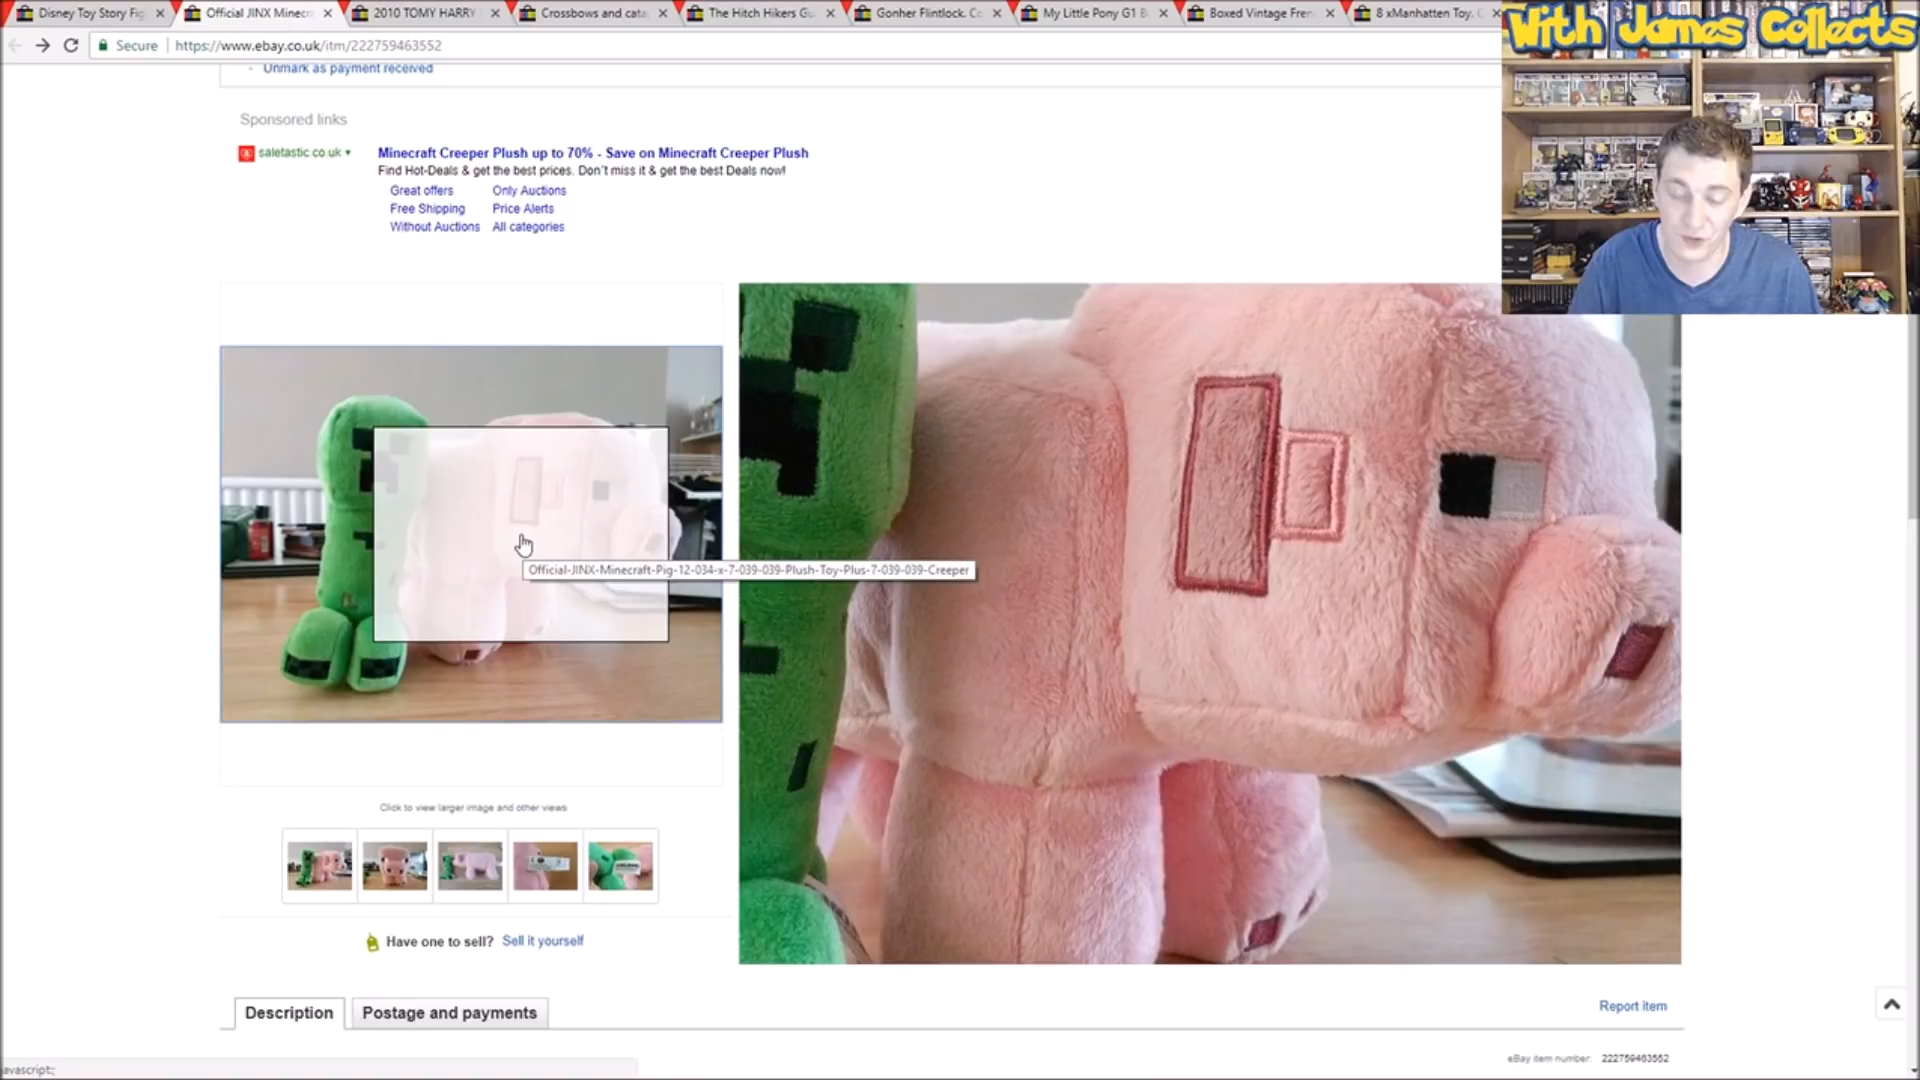 Disney Toy Story Fig
Official JINX Minecr
2010 TOMY HARRY
Crossbows and cata
The Hitch Hikers Gu
Gonher Flintlock. Co
My Little Pony G1 B
Boxed Vintage Fren
8 xManhatten Toy. 
With James Collects
Secure
https://www.ebay.co.uk/itm/222759463552
- Unmark as payment received
Sponsored links
saletastic.co.uk
Minecraft Creeper Plush up to 70% - Save on Minecraft Creeper Plush
Find Hot-Deals & get the best prices. Don't miss it & get the best Deals now!
Great offers Only Auctions
Free Shipping Price Alerts
Without Auctions All categories
Official-JINX-Minecraft-Pig-12-034-x-7-039-039-Plush-Toy-Plus-7-039-039-Creeper
Click to view larger image and other views
Have one to sell? Sell it yourself
Description
Postage and payments
Report item
eBay item number: 222759463552
avascript:;